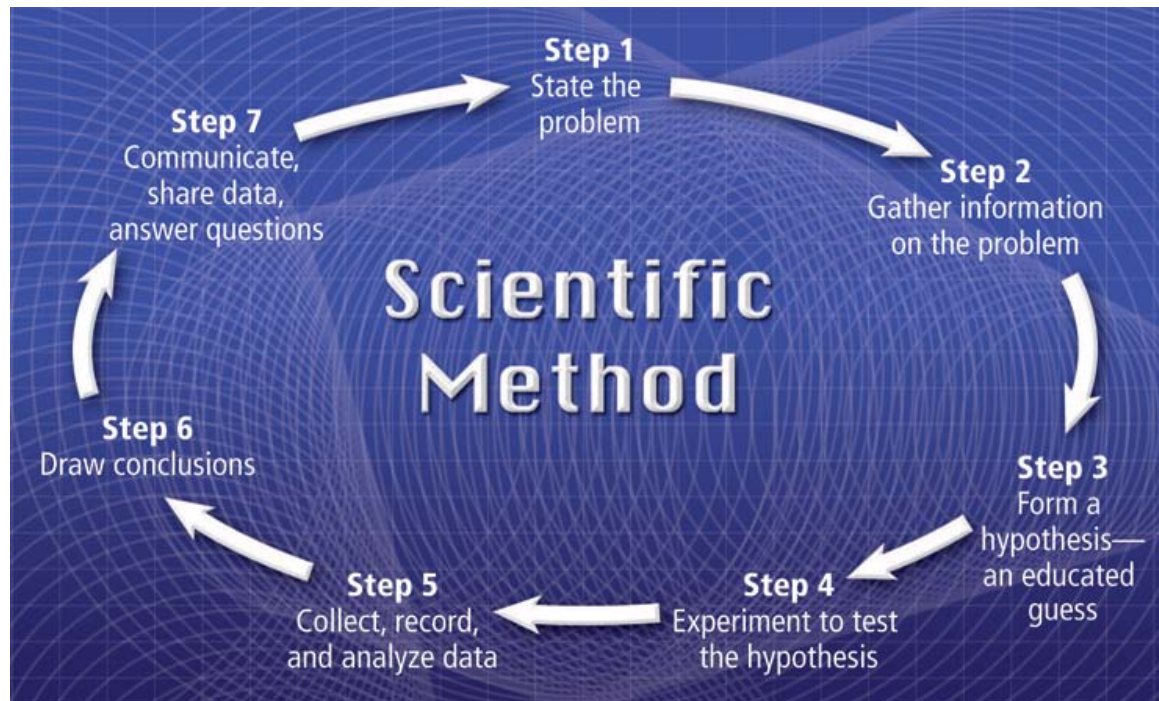 Step 1
State the
problem
Step 2
Gather information
on the problem
Step 3
Form a
hypothesis—
an educated
guess
Step 4
Experiment to test
the hypothesis
Step 5
Collect, record,
and analyze data
Step 6
Draw conclusions
Step 7
Communicate,
share data,
answer questions
Scientific
Method